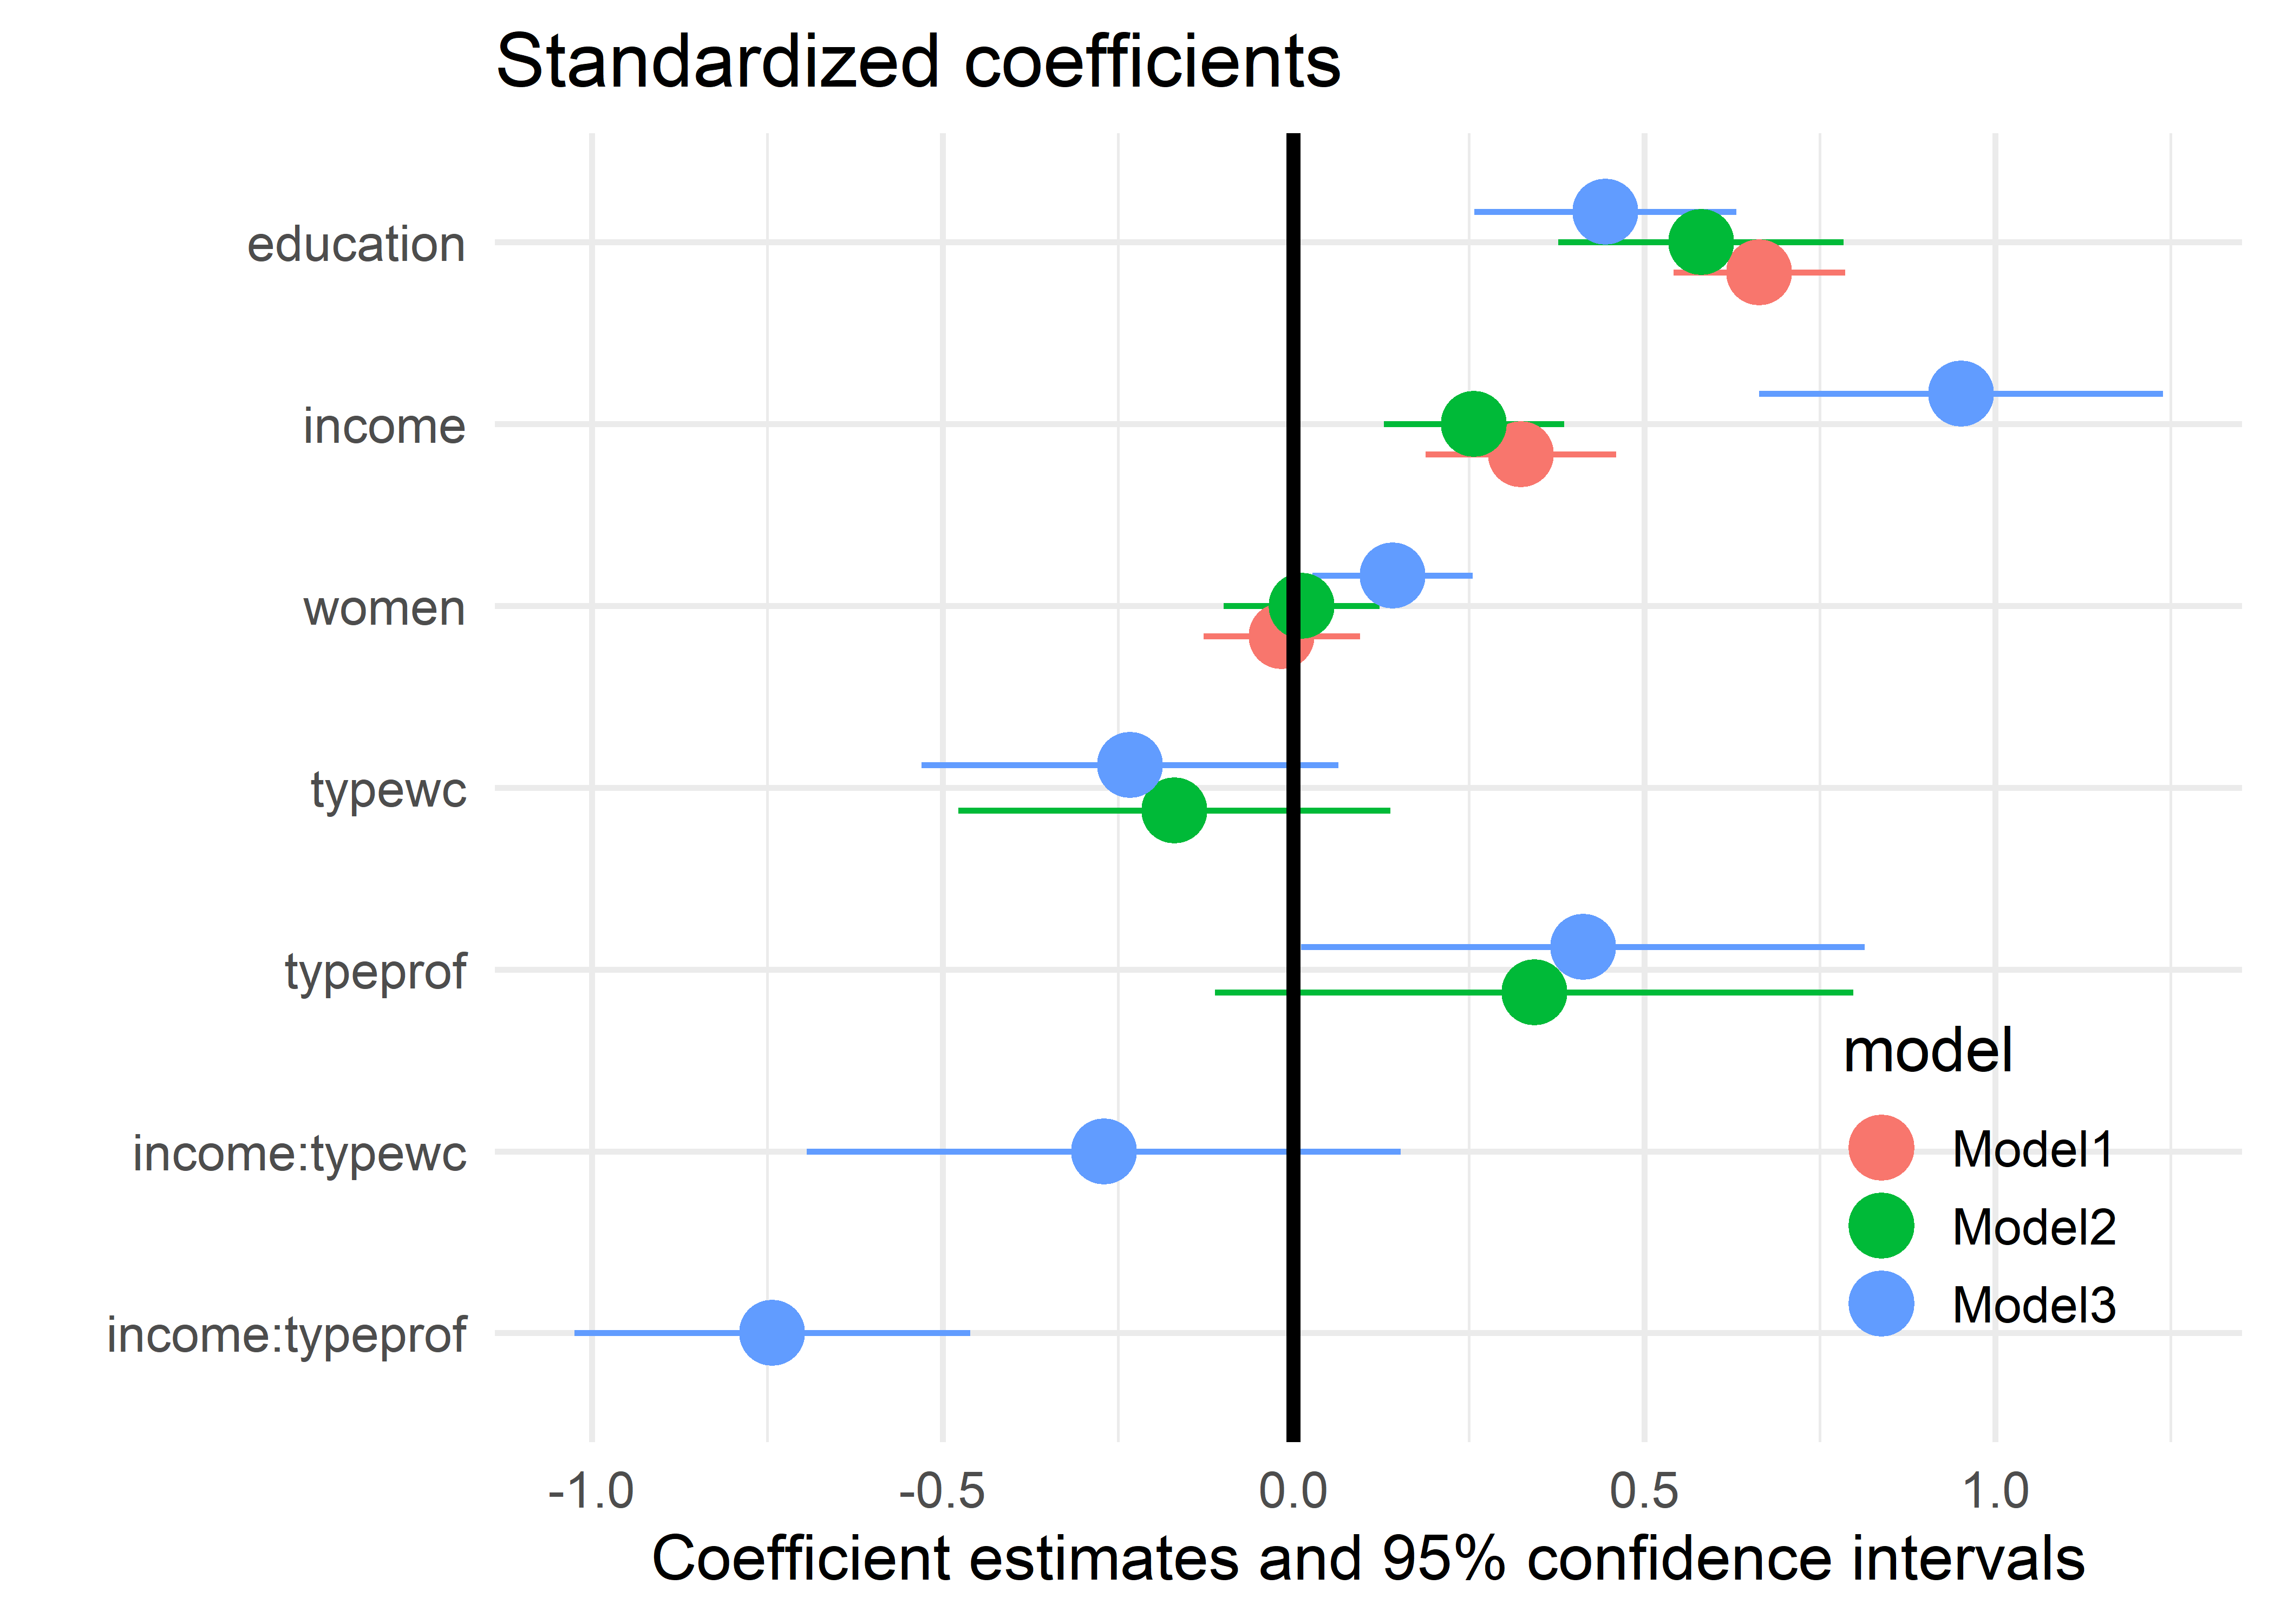 Standardized coefficients
education
income
women
typewc
typeprof
income:typewc
income:typeprof
model
Model1
Model2
Model3
-1.0 -0.5 0.0 0.5 1.0
Coefficient estimates and 95% confidence intervals